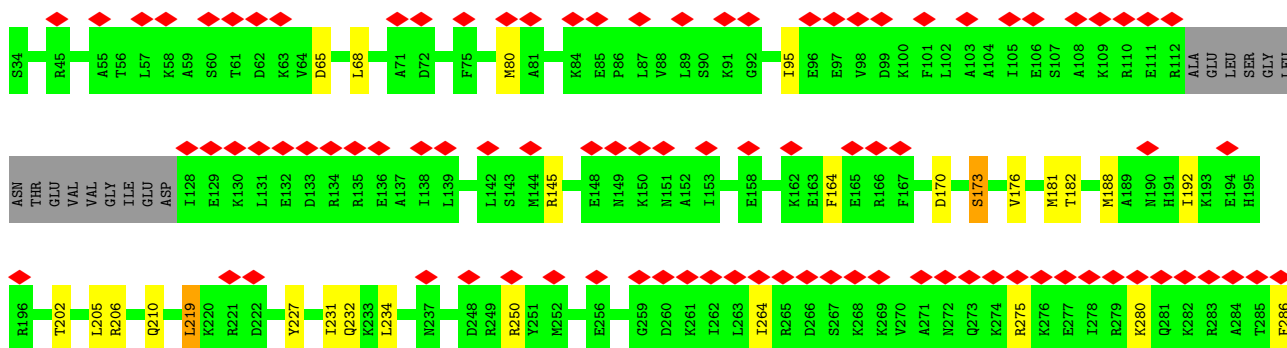 S34 R45 A55 T56 L57 K58 A59 S60 T61 D62 K63 V64 D65 L68 A71 D72 F75 M80 A81 K84 E85 P86 L87 V88 L89 S90 K91 G92 I95 E96 E97 V98 D99 K100 F101 L102 A103 A104 I105 E106 S107 A108 K109 R110 E111 R112 ALA GLU LEU SER GLY LEU
ASN THR GLU VAL VAL GLY ILE GLU ASP I128 E129 K130 L131 E132 D133 R134 R135 E136 A137 I138 L139 L142 S143 M144 R145 E148 N149 K150 N151 A152 I153 E158 K162 E163 F164 E165 R166 F167 D170 S173 V176 M181 T182 M188 A189 N190 H191 I192 K193 E194 H195
R196 T202 L205 R206 Q210 L219 K220 R221 D222 Y227 I231 Q232 K233 L234 N237 D248 R249 R250 Y251 M252 E256 G259 D260 K261 I262 L263 I264 R265 D266 S267 K268 K269 V270 A271 N272 Q273 K274 R275 K276 E277 I278 R279 K280 Q281 K282 R283 A284 T285 E286